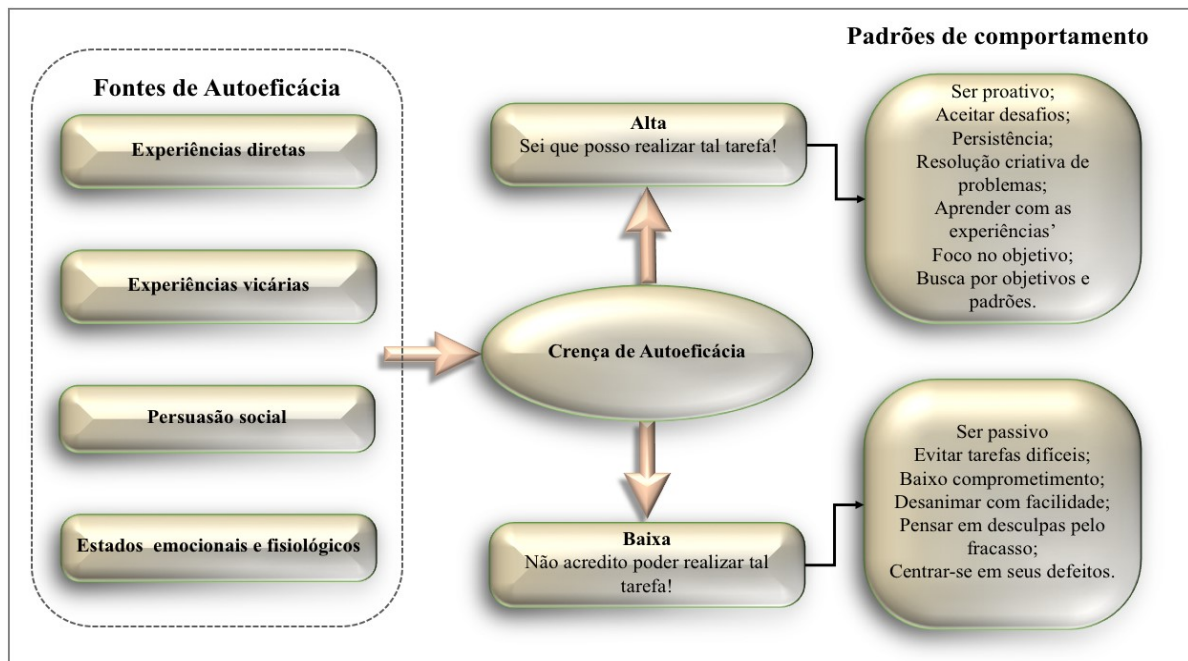 Padrões de comportamento
Fontes de Autoeficácia
Experiências diretas
Experiências vicárias
Persuasão social
Estados emocionais e fisiológicos
Alta
Sei que posso realizar tal tarefa!
Crença de Autoeficácia
Baixa
Não acredito poder realizar tal
tarefa!
Ser proativo;
Aceitar desafios;
Persistência;
Resolução criativa de
problemas;
Aprender com as
experiências’
Foco no objetivo;
Busca por objetivos e
padrões.
Ser passivo
Evitar tarefas difíceis;
Baixo comprometimento;
Desanimar com facilidade;
Pensar em desculpas pelo
fracasso;
Centrar-se em seus defeitos.